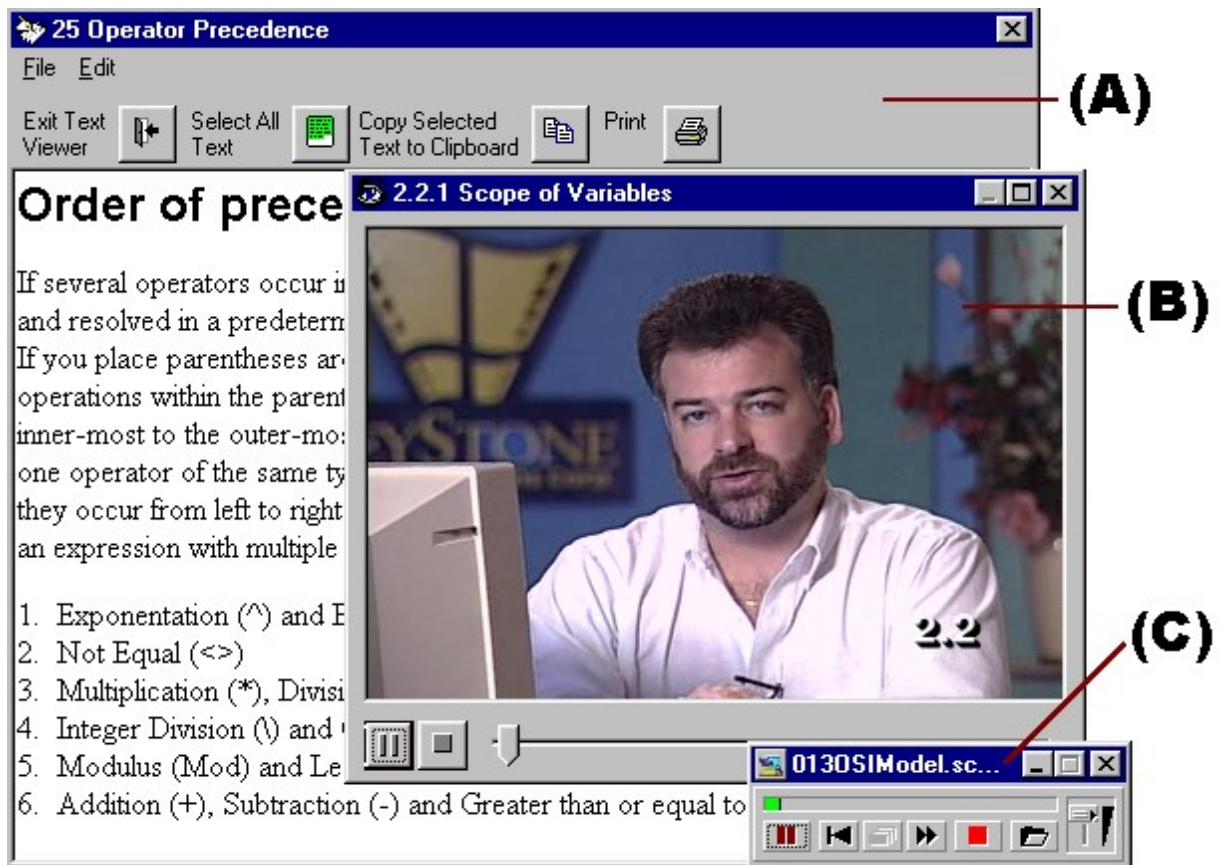 25 Operator Precedence
File Edit
(A)
Exit Text Viewer
Select All Text
Copy Selected Text to Clipboard
Print
Order of prece
2.2.1 Scope of Variables
If several operators occur i
and resolved in a predeterm
If you place parentheses ar
operations within the parent
inner-most to the outer-mo
one operator of the same ty
they occur from left to right
an expression with multiple
1. Exponentation (^) and E
2. Not Equal (<>)
3. Multiplication (*), Divisi
4. Integer Division (\) and
5. Modulus (Mod) and Le
6. Addition (+), Subtraction (-) and Greater than or equal to
(B)
EYSTONE
2.2
(C)
013OSIModel.sc...